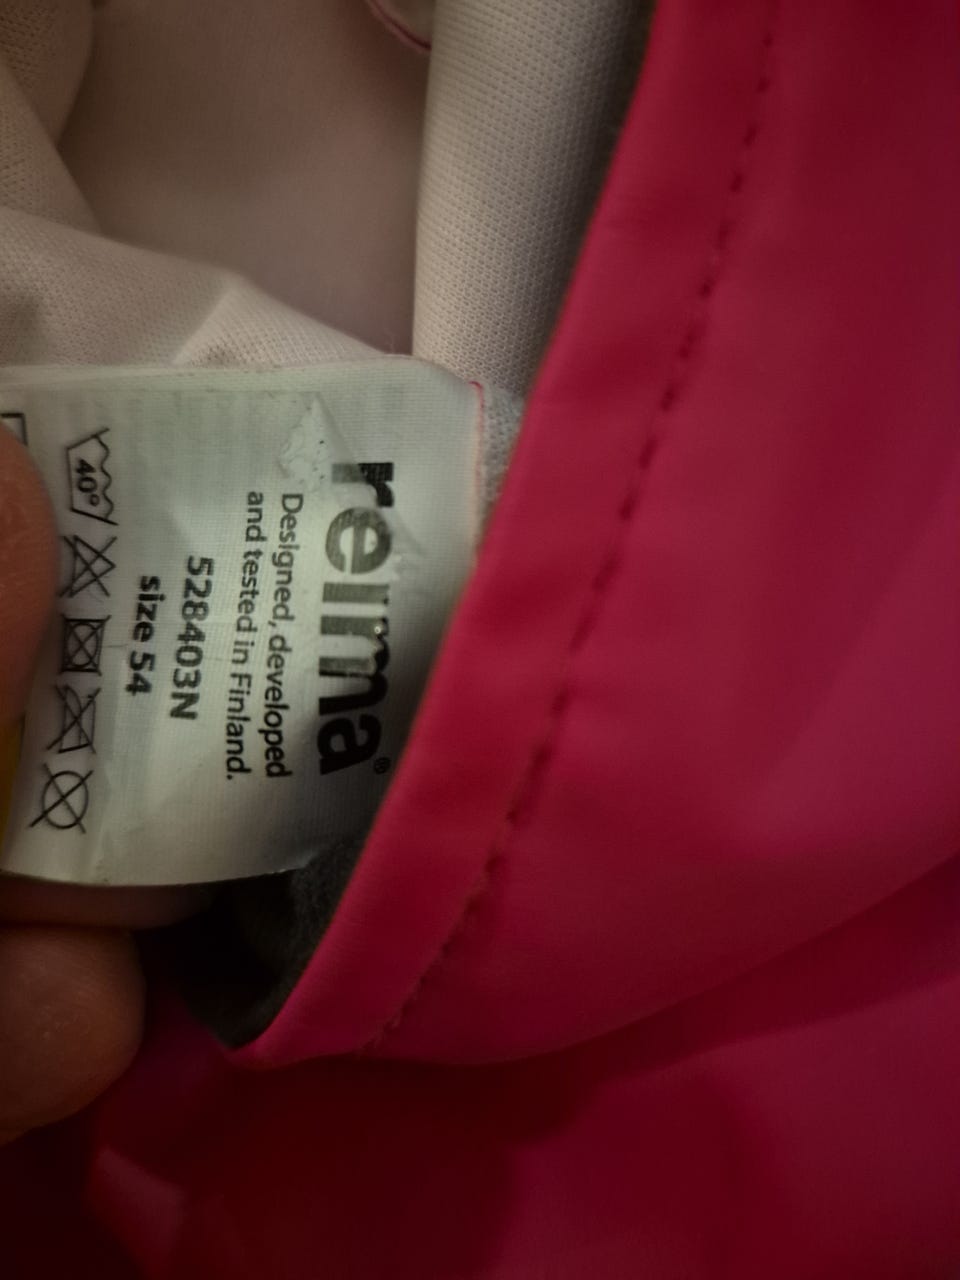 reima®
Designed, developed
and tested in Finland.
528403N
size 54
40°